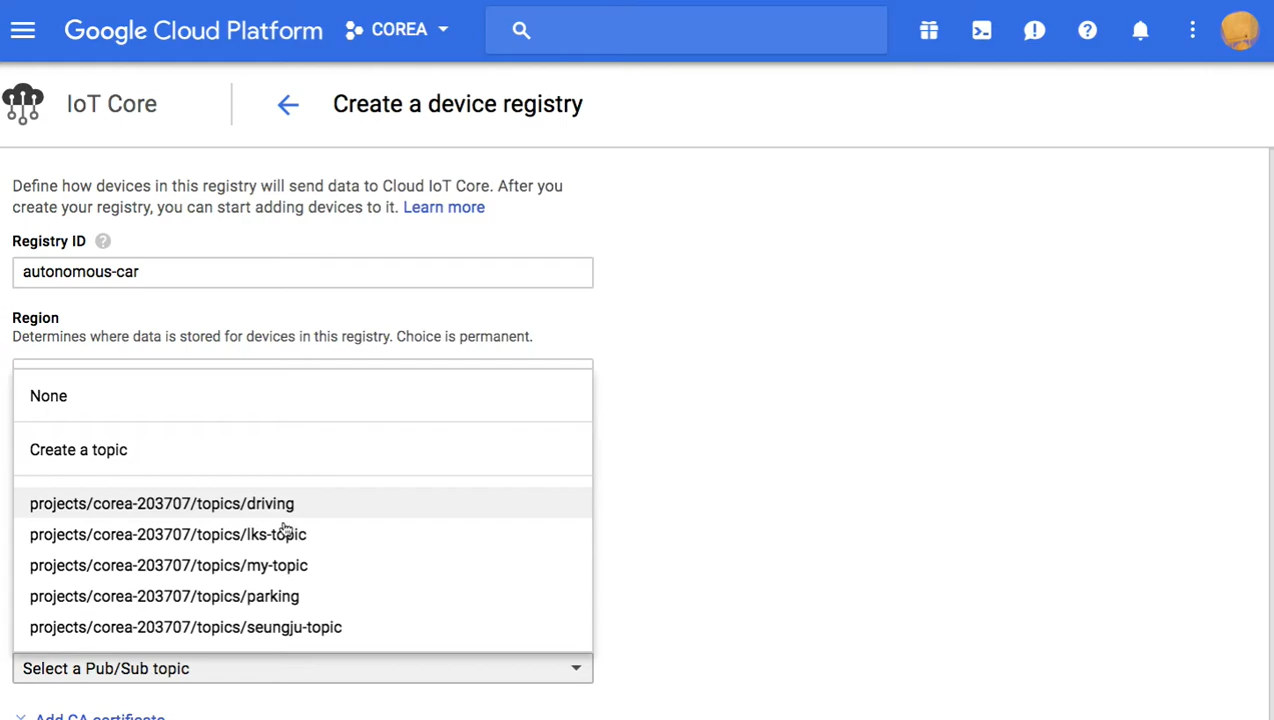 Google Cloud Platform
COREA
IoT Core
Create a device registry
Define how devices in this registry will send data to Cloud IoT Core. After you
create your registry, you can start adding devices to it. Learn more
Registry ID
autonomous-car
Region
Determines where data is stored for devices in this registry. Choice is permanent.
None
Create a topic
projects/corea-203707/topics/driving
projects/corea-203707/topics/lks-topic
projects/corea-203707/topics/my-topic
projects/corea-203707/topics/parking
projects/corea-203707/topics/seungju-topic
Select a Pub/Sub topic
Add CA certificate